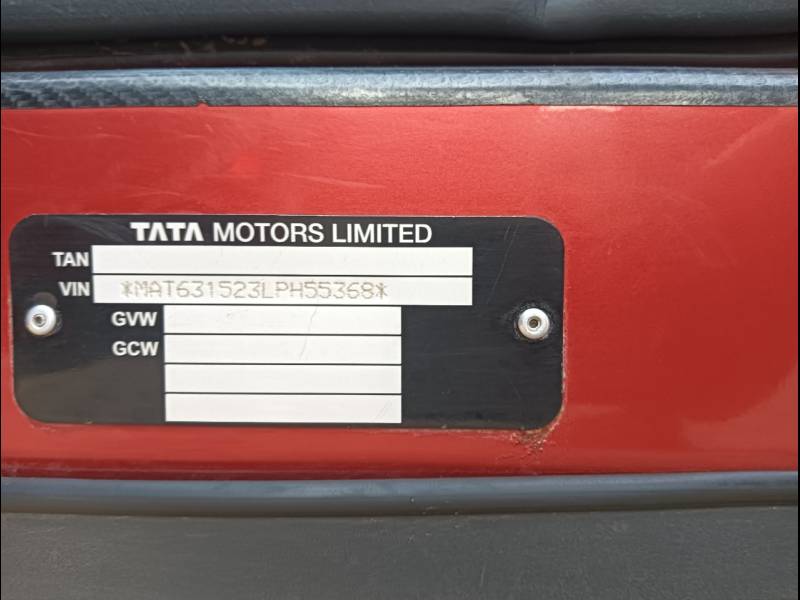 TATA MOTORS LIMITED
TAN
VIN *MAT631523LPH55368*
GVW
GCW